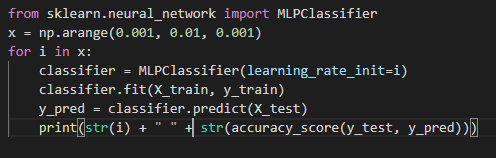 from sklearn.neural_network import MLPClassifier
x = np.arange(0.001, 0.01, 0.001)
for i in x:
    classifier = MLPClassifier(learning_rate_init=i)
    classifier.fit(X_train, y_train)
    y_pred = classifier.predict(X_test)
    print(str(i) + " " + str(accuracy_score(y_test, y_pred)))